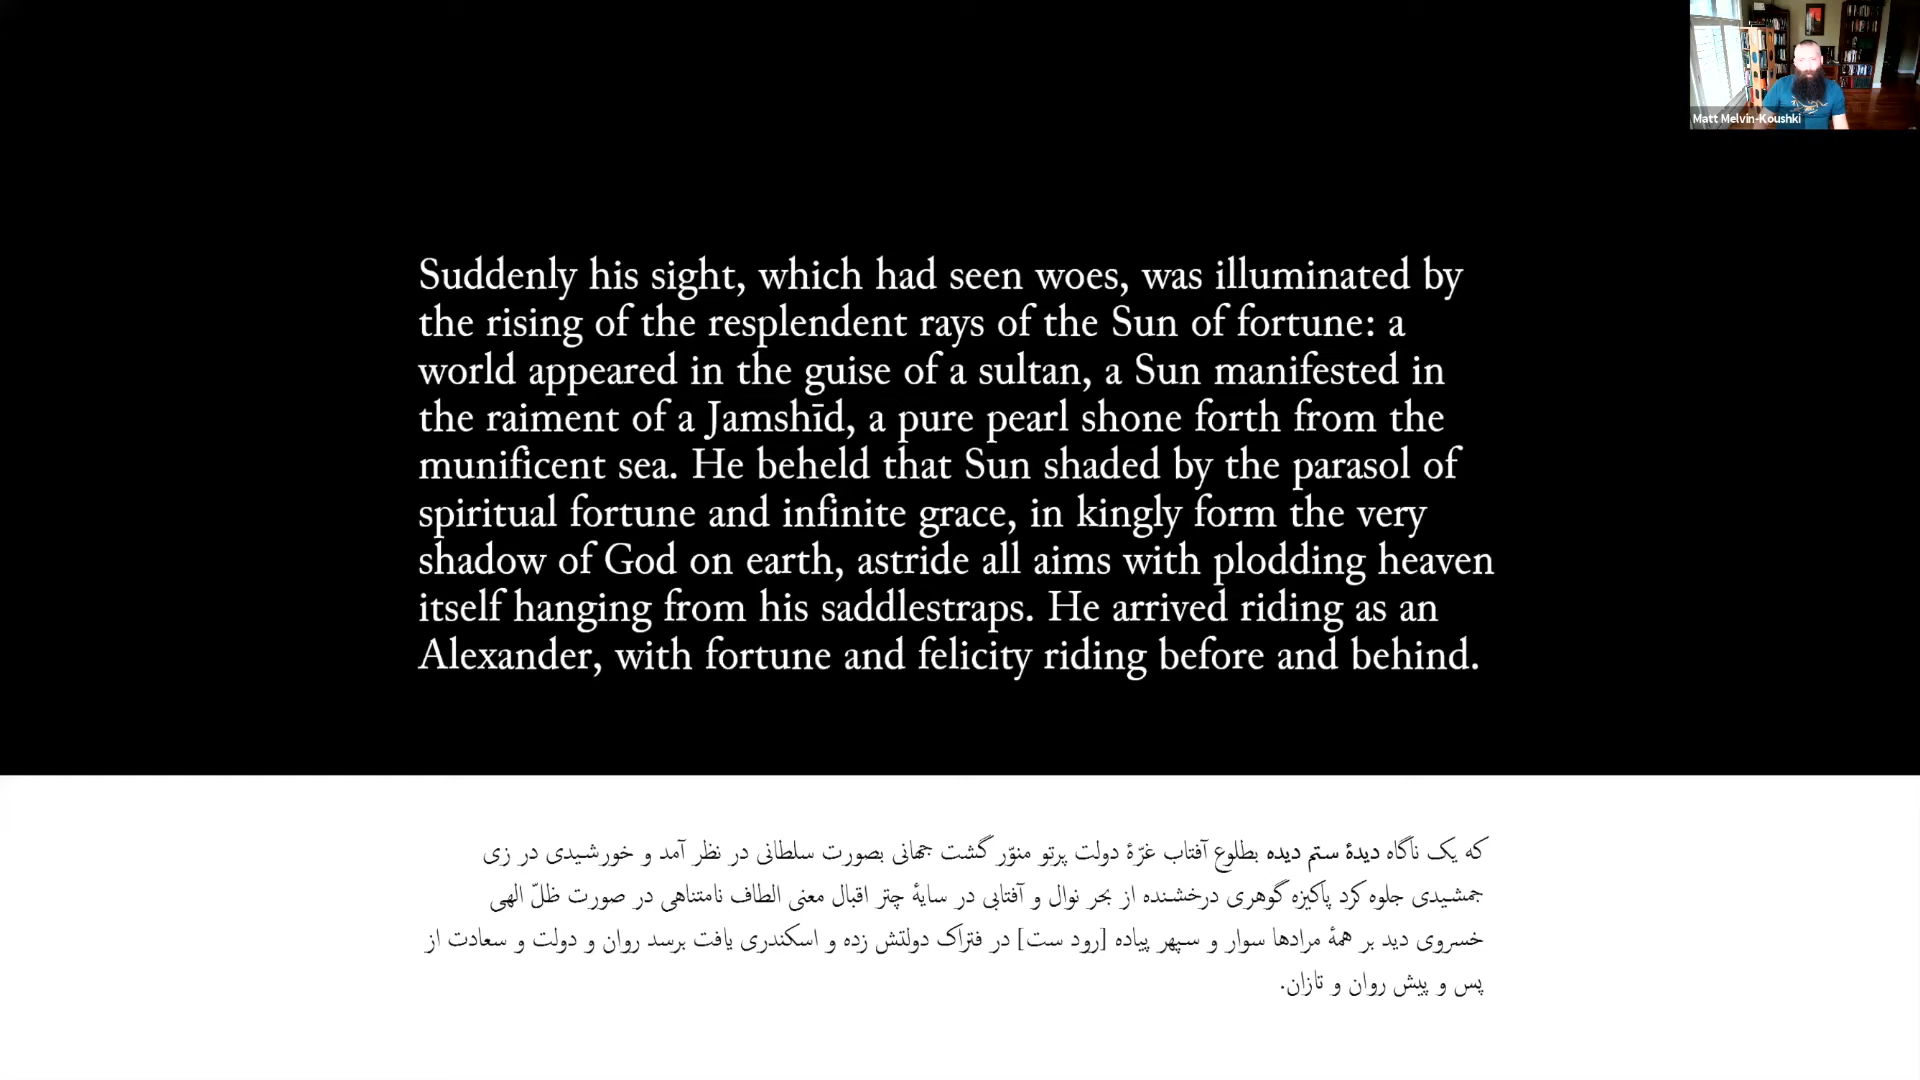 Matt Melvin-Koushki
Suddenly his sight, which had seen woes, was illuminated by
the rising of the resplendent rays of the Sun of fortune: a
world appeared in the guise of a sultan, a Sun manifested in
the raiment of a Jamshīd, a pure pearl shone forth from the
munificent sea. He beheld that Sun shaded by the parasol of
spiritual fortune and infinite grace, in kingly form the very
shadow of God on earth, astride all aims with plodding heaven
itself hanging from his saddlestraps. He arrived riding as an
Alexander, with fortune and felicity riding before and behind.
که یک ناگاه دیدهٔ ستم دیده بطلوع آفتاب غرّهٔ دولت پرتو منوّر گشت جهانی بصورت سلطانی در نظر آمد و خورشیدی در زی
جمشیدی جلوه کرد پاکیزه گوهری درخشنده از بحر نوال و آفتابی در سایهٔ چتر اقبال معنی الطاف نامتناهی در صورت ظلّ الهی
خسروی دید بر همهٔ مرادها سوار و سپهر پیاده [رود ست] در فتراک دولتش زده و اسکندری یافت برسد روان و دولت و سعادت از
پس و پیش روان و تازان.